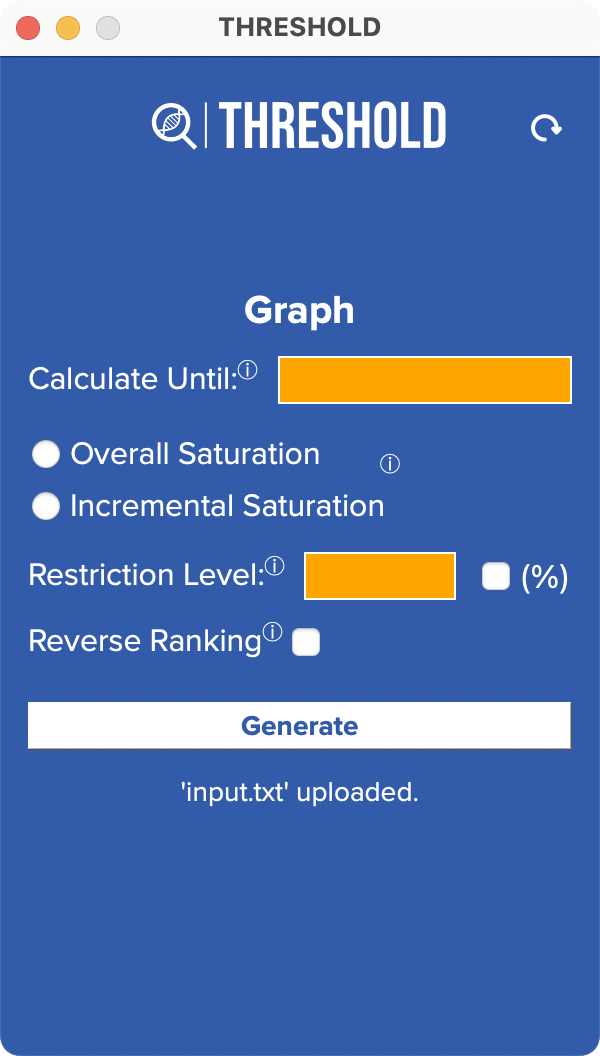 THRESHOLD
THRESHOLD
Graph
Calculate Until:ⓘ
Overall Saturation ⓘ
Incremental Saturation
Restriction Level:ⓘ (%)
Reverse Rankingⓘ
Generate
'input.txt' uploaded.